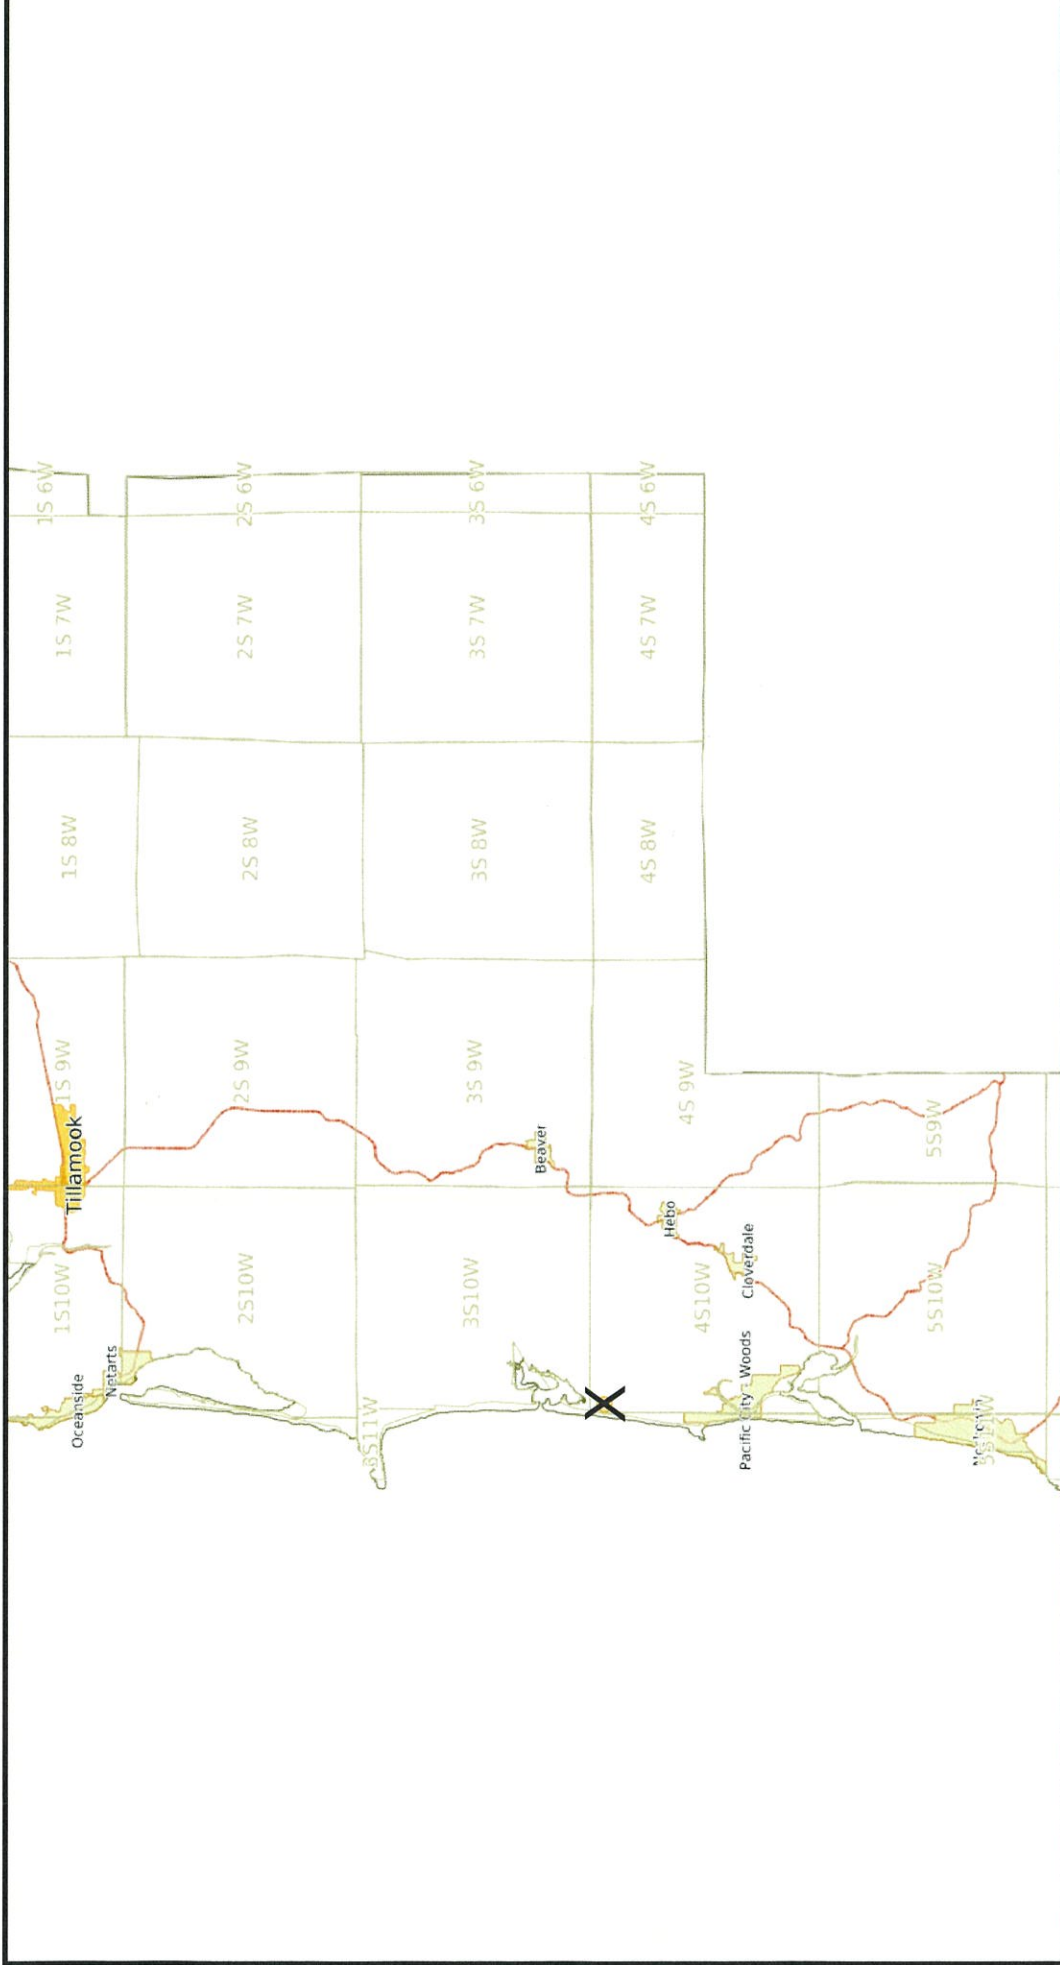 1S 6W
2S 6W
3S 6W
4S 6W
1S 7W
2S 7W
3S 7W
4S 7W
1S 8W
2S 8W
3S 8W
4S 8W
1S 9W
2S 9W
3S 9W
4S 9W
5S9W
Tillamook
Beaver
Hebo
Cloverdale
1S10W
2S10W
3S10W
4S10W
5S10W
Netarts
Oceanside
Pacific City - Woods
X